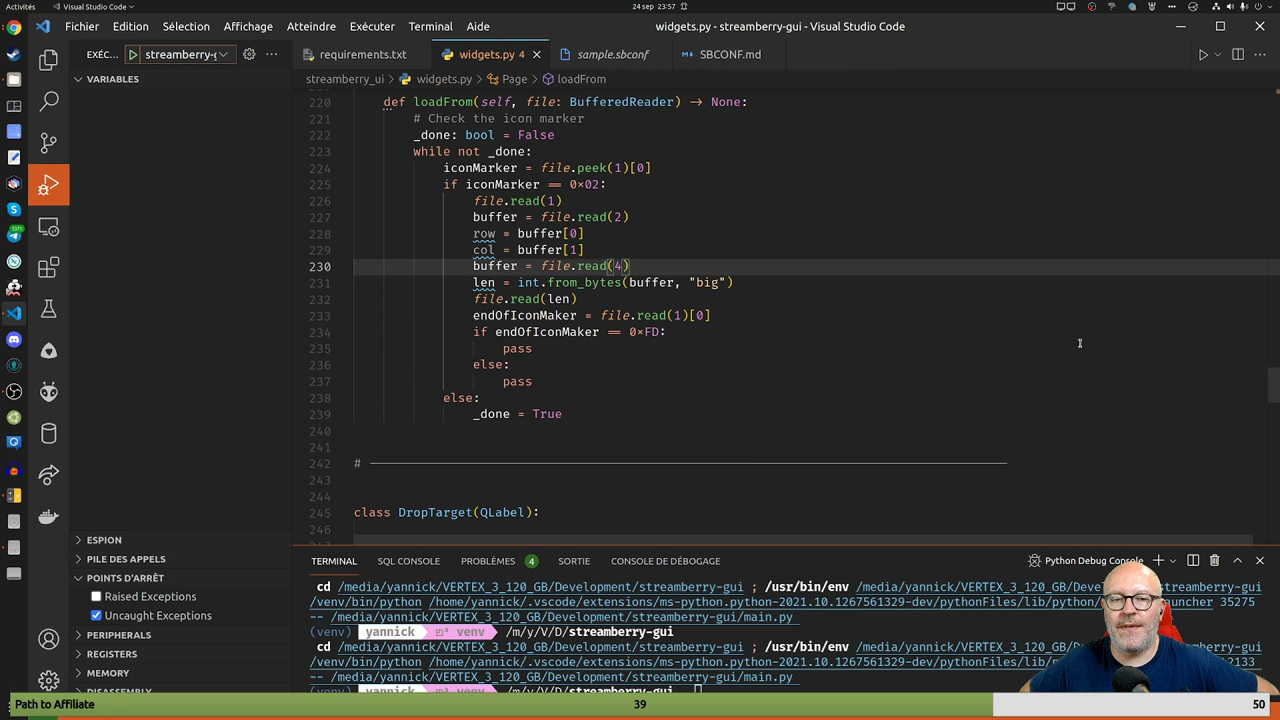 Activités
Visual Studio Code
24 sep 23:57
Fichier Edition Sélection Affichage Atteindre Exécuter Terminal Aide
widgets.py - streamberry-gui - Visual Studio Code
EXÉC... streamberry-g
requirements.txt
widgets.py 4
sample.sbconf
SBCONF.md
VARIABLES
streamberry_ui > widgets.py > Page > loadFrom
220 def loadFrom(self, file: BufferedReader) -> None:
221 # Check the icon marker
222 _done: bool = False
223 while not _done:
224 iconMarker = file.peek(1)[0]
225 if iconMarker == 0x02:
226 file.read(1)
227 buffer = file.read(2)
228 row = buffer[0]
229 col = buffer[1]
230 buffer = file.read(4)
231 len = int.from_bytes(buffer, "big")
232 file.read(len)
233 endOfIconMaker = file.read(1)[0]
234 if endOfIconMaker == 0xFD:
235 pass
236 else:
237 pass
238 else:
239 _done = True
240
241
242 #
243
244
245 class DropTarget(QLabel):
246
ESPION
PILE DES APPELS
POINTS D'ARRÊT
Raised Exceptions
Uncaught Exceptions
PERIPHERALS
REGISTERS
MEMORY
TERMINAL SQL CONSOLE PROBLÈMES 4 SORTIE CONSOLE DE DÉBOGAGE
Python Debug Console
cd /media/yannick/VERTEX_3_120_GB/Development/streamberry-gui ; /usr/bin/env /media/yannick/VERTEX_3_120_GB/Development/streamberry-gui
/venv/bin/python /home/yannick/.vscode/extensions/ms-python.python-2021.10.1267561329-dev/pythonFiles/lib/python/ uncher 35275
-- /media/yannick/VERTEX_3_120_GB/Development/streamberry-gui/main.py
(venv) yannick venv /m/y/V/D/streamberry-gui
cd /media/yannick/VERTEX_3_120_GB/Development/streamberry-gui ; /usr/bin/env /media/yannick/VERTEX_3_120_GB/Devel mberry-gui
/venv/bin/python /home/yannick/.vscode/extensions/ms-python.python-2021.10.1267561329-dev/pythonFiles/lib 2133
-- /media/yannick/VERTEX_3_120_GB/Development/streamberry-gui/main.py
(venv) yannick venv /m/y/V/D/streamberry-gui
Path to Affiliate
39
50